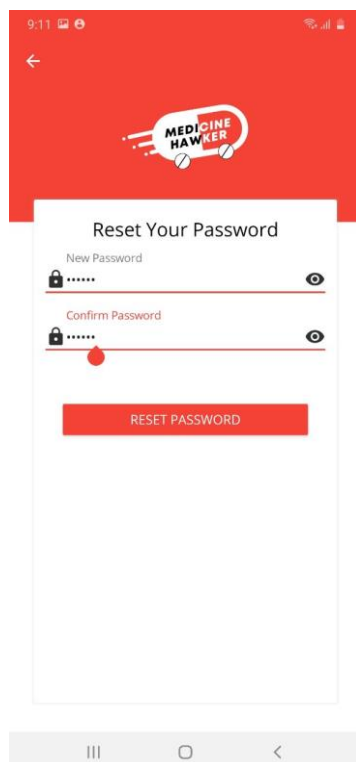 9:11
MEDICINE
HAWKER
Reset Your Password
New Password
••••••
Confirm Password
••••••
RESET PASSWORD